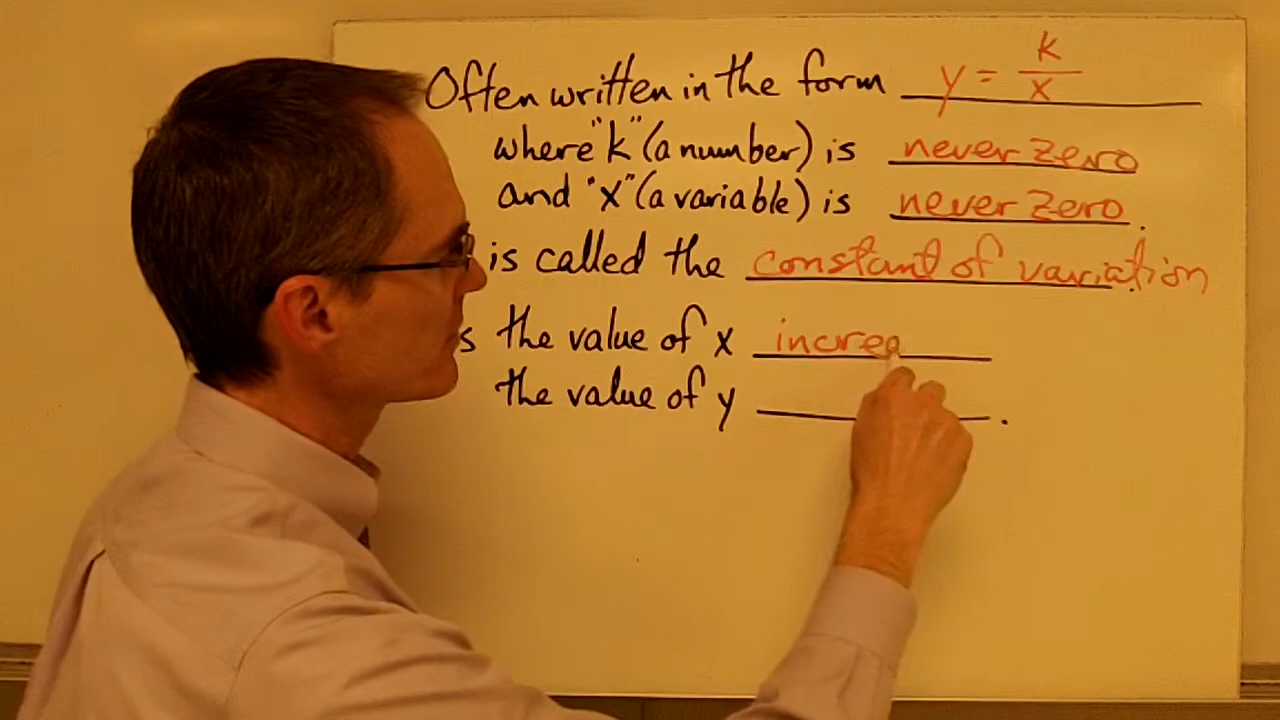 Often written in the form y = k/x
where "k" (a number) is never zero
and "x" (a variable) is never zero.
is called the constant of variation.
s the value of x increa
the value of y ____.